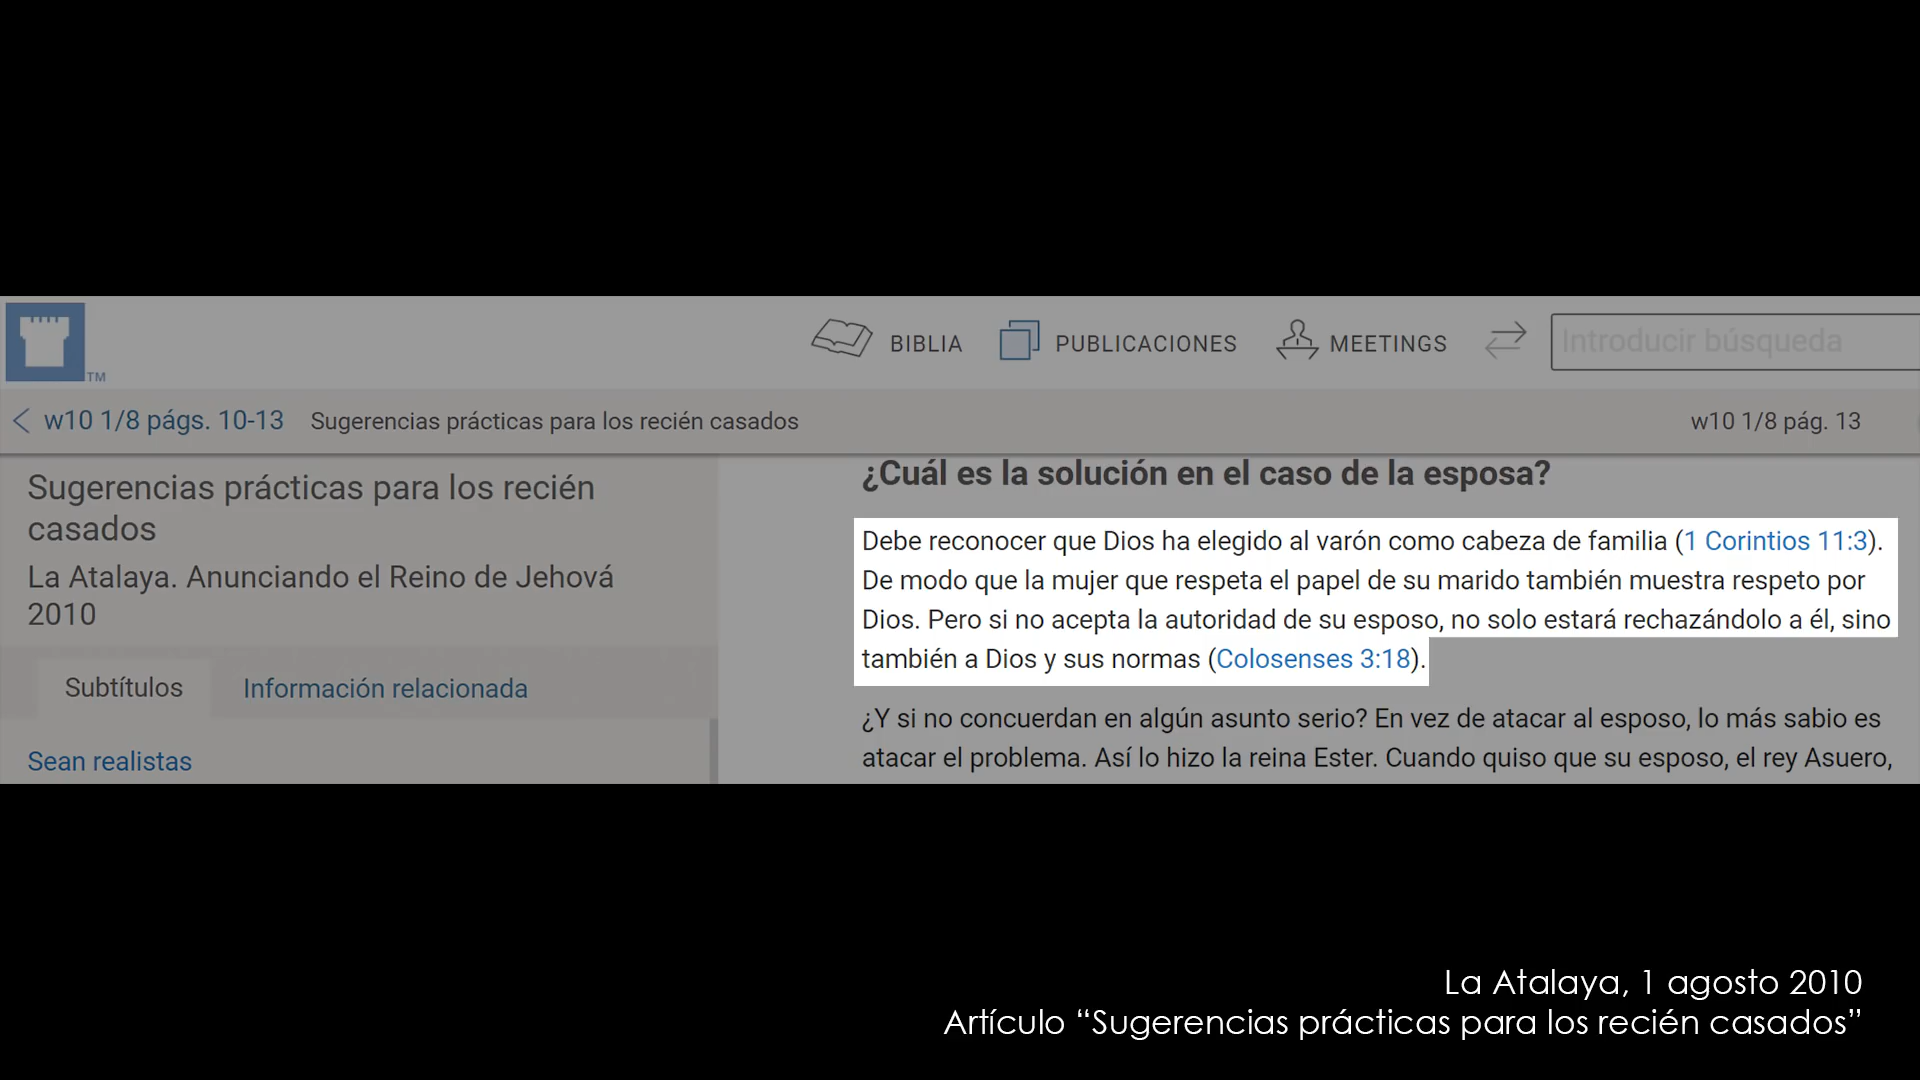 BIBLIA
PUBLICACIONES
MEETINGS
Introducir búsqueda
TM
w10 1/8 págs. 10-13
Sugerencias prácticas para los recién casados
w10 1/8 pág. 13
Sugerencias prácticas para los recién
casados
La Atalaya. Anunciando el Reino de Jehová
2010
Subtítulos
Información relacionada
Sean realistas
¿Cuál es la solución en el caso de la esposa?
Debe reconocer que Dios ha elegido al varón como cabeza de familia (1 Corintios 11:3).
De modo que la mujer que respeta el papel de su marido también muestra respeto por
Dios. Pero si no acepta la autoridad de su esposo, no solo estará rechazándolo a él, sino
también a Dios y sus normas (Colosenses 3:18).
¿Y si no concuerdan en algún asunto serio? En vez de atacar al esposo, lo más sabio es
atacar el problema. Así lo hizo la reina Ester. Cuando quiso que su esposo, el rey Asuero,
La Atalaya, 1 agosto 2010
Artículo “Sugerencias prácticas para los recién casados”